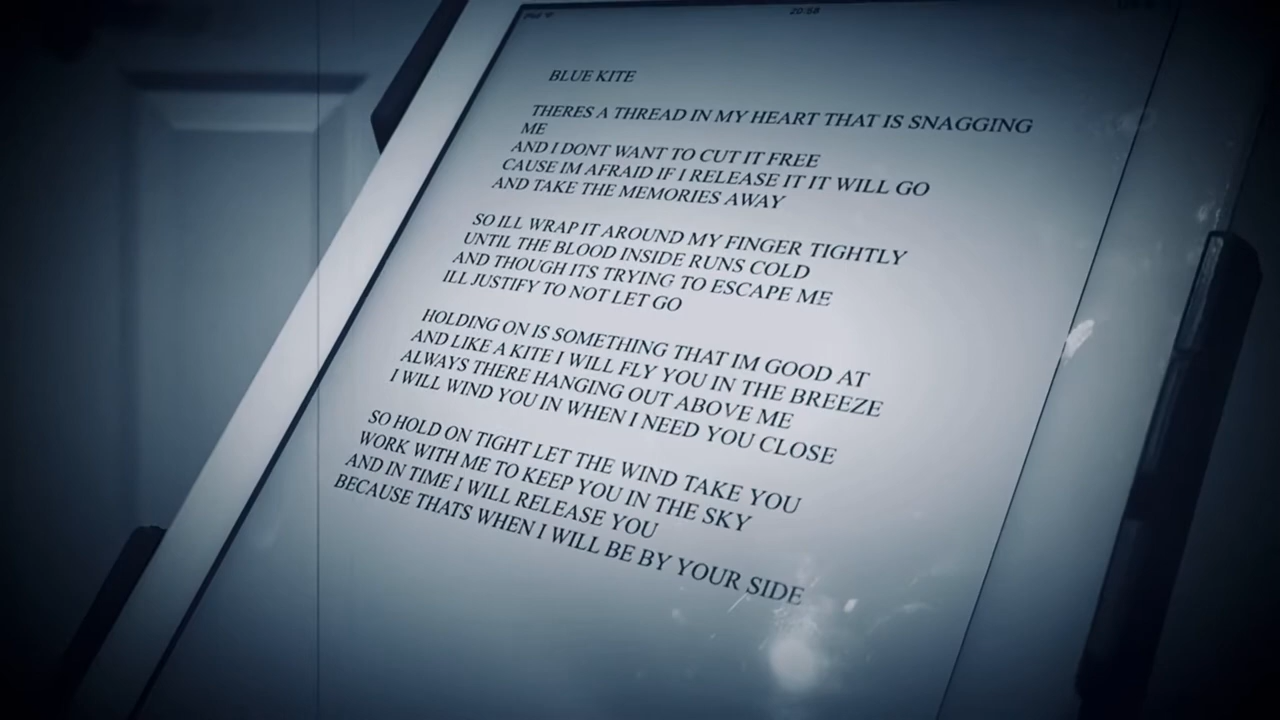 iPad
20:58
BLUE KITE
THERES A THREAD IN MY HEART THAT IS SNAGGING
ME
AND I DONT WANT TO CUT IT FREE
CAUSE IM AFRAID IF I RELEASE IT IT WILL GO
AND TAKE THE MEMORIES AWAY
SO ILL WRAP IT AROUND MY FINGER TIGHTLY
UNTIL THE BLOOD INSIDE RUNS COLD
AND THOUGH ITS TRYING TO ESCAPE ME
ILL JUSTIFY TO NOT LET GO
HOLDING ON IS SOMETHING THAT IM GOOD AT
AND LIKE A KITE I WILL FLY YOU IN THE BREEZE
ALWAYS THERE HANGING OUT ABOVE ME
I WILL WIND YOU IN WHEN I NEED YOU CLOSE
SO HOLD ON TIGHT LET THE WIND TAKE YOU
WORK WITH ME TO KEEP YOU IN THE SKY
AND IN TIME I WILL RELEASE YOU
BECAUSE THATS WHEN I WILL BE BY YOUR SIDE